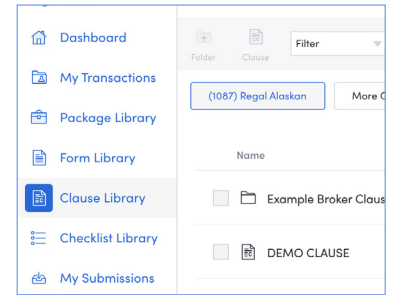 Dashboard
My Transactions
Package Library
Form Library
Clause Library
Checklist Library
My Submissions
Folder
Clause
Filter
(1087) Regal Alaskan
More
Name
Example Broker Claus
DEMO CLAUSE